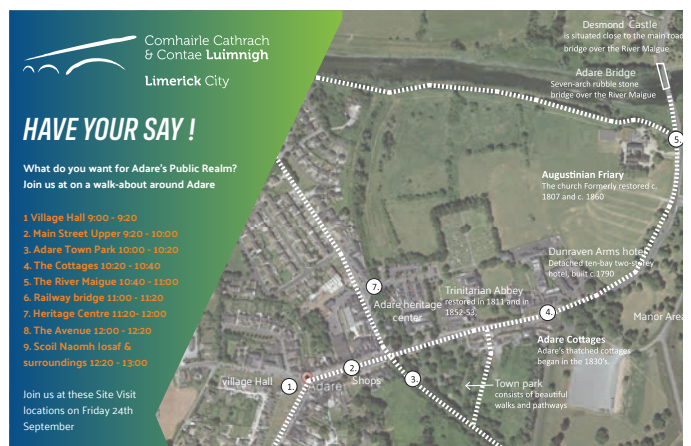 Comhairle Cathrach
& Contae Luimnigh
Limerick City
HAVE YOUR SAY !
What do you want for Adare's Public Realm?
Join us at on a walk-about around Adare
1 Village Hall 9:00 - 9:20
2. Main Street Upper 9:20 - 10:00
3. Adare Town Park 10:00 - 10:20
4. The Cottages 10:20 - 10:40
5. The River Maigue 10:40 - 11:00
6. Railway bridge 11:00 - 11:20
7. Heritage Centre 11:20- 12:00
8. The Avenue 12:00 - 12:20
9. Scoil Naomh Iosaf &
surroundings 12:20 - 13:00
Join us at these Site Visit
locations on Friday 24th
September
Desmond Castle
is situated close to the main road
bridge over the River Maigue
Adare Bridge
Seven-arch rubble stone
bridge over the River Maigue
5.
Augustinian Friary
The church Formerly restored c.
1807 and c. 1860
Dunraven Arms hotel
Detached ten-bay two-storey
hotel, built c.1790
7
Adare heritage
center
Trinitarian Abbey
restored in 1811 and in
1852-53.
4
Manor Area
Adare Cottages
Adare's thatched cottages
began in the 1830's.
village Hall
1.
Adare
2.
Shops
3.
Town park
consists of beautiful
walks and pathways